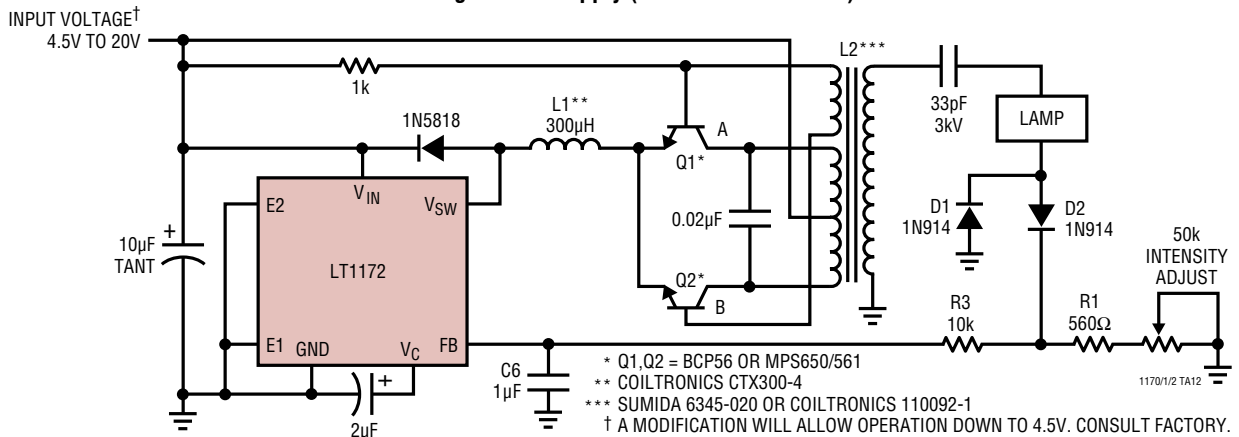 INPUT VOLTAGE†
4.5V TO 20V
1k
1N5818
L1**
300µH
A
Q1*
L2***
33pF
3kV
LAMP
E2
VIN
VSW
10µF
TANT
+
LT1172
0.02µF
Q2*
B
D1
1N914
D2
1N914
50k
INTENSITY
ADJUST
R3
10k
R1
560Ω
E1
GND
VC
FB
+
2µF
C6
1µF
* Q1,Q2 = BCP56 OR MPS650/561
** COILTRONICS CTX300-4
*** SUMIDA 6345-020 OR COILTRONICS 110092-1
† A MODIFICATION WILL ALLOW OPERATION DOWN TO 4.5V. CONSULT FACTORY.
1170/1/2 TA12